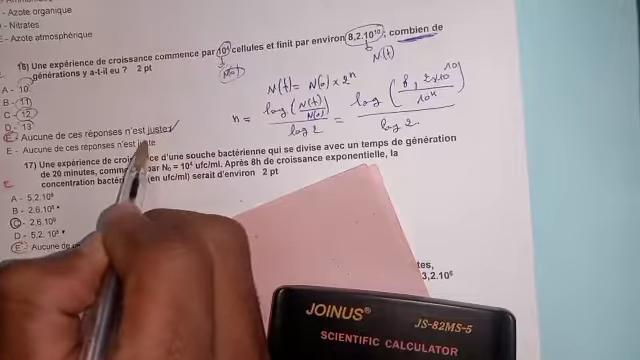 - Azote organique
- Nitrates
E - Azote atmosphérique
16) Une expérience de croissance commence par 10⁴ cellules et finit par environ 8,2.10¹⁰, combien de
générations y a-t-il eu ? 2 pt
N(0)
N(t)
A - 10
B - 11
C - 12
D - 13
E - Aucune de ces réponses n'est juste
E - Aucune de ces réponses n'est juste
N(t) = N(0) × 2ⁿ
n = log (N(t)/N(0)) / log 2 = log (8,2×10¹⁰/10⁴) / log 2
17) Une expérience de d'une souche bactérienne qui se divise avec un temps de génération
de 20 minutes, par N₀ = 10⁴ ufc/ml. Après 8h de croissance exponentielle, la
concentration (en ufc/ml) serait d'environ 2 pt
A - 5,2.10⁸
B - 2,6.10⁸
C - 2,6.10⁹
D - 5,2.10⁸
E - Aucune de
tes,
3,2.10⁶
JOINUS®
JS-82MS-5
SCIENTIFIC CALCULATOR